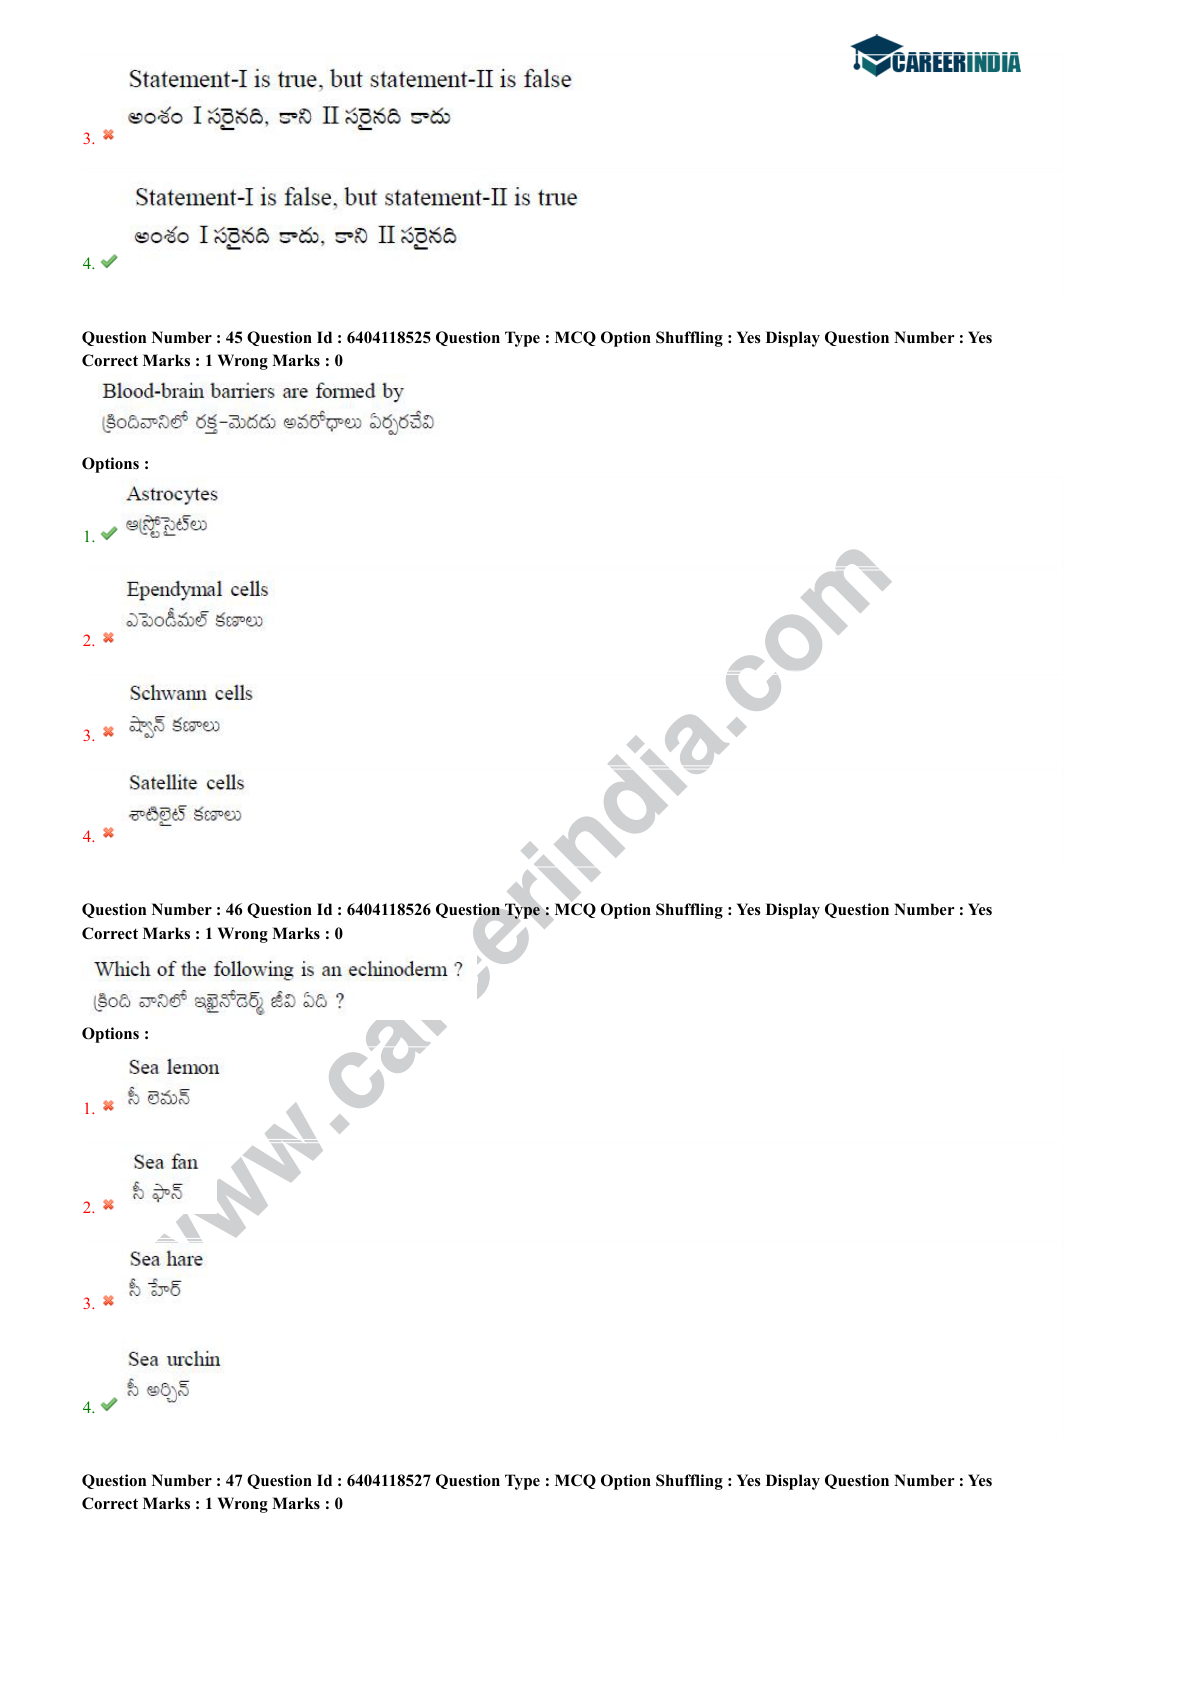 CAREERINDIA
Statement-I is true, but statement-II is false
అంశం I సరైనది, కాని II సరైనది కాదు
3.
Statement-I is false, but statement-II is true
అంశం I సరైనది కాదు, కాని II సరైనది
4.
Question Number : 45 Question Id : 6404118525 Question Type : MCQ Option Shuffling : Yes Display Question Number : Yes
Correct Marks : 1 Wrong Marks : 0
Blood-brain barriers are formed by
క్రిందివానిలో రక్త-మెదడు అవరోధాలు ఏర్పరచేవి
Options :
Astrocytes
ఆస్ట్రోసైట్‌లు
1.
Ependymal cells
ఎపెండీమల్ కణాలు
2.
Schwann cells
ష్వాన్ కణాలు
3.
Satellite cells
శాటిలైట్ కణాలు
4.
Question Number : 46 Question Id : 6404118526 Question Type : MCQ Option Shuffling : Yes Display Question Number : Yes
Correct Marks : 1 Wrong Marks : 0
Which of the following is an echinoderm ?
క్రింది వానిలో ఇఖైనోడెర్మ్ జీవి ఏది ?
Options :
Sea lemon
సీ లెమన్
1.
Sea fan
సీ ఫాన్
2.
Sea hare
సీ హేర్
3.
Sea urchin
సీ అర్చిన్
4.
Question Number : 47 Question Id : 6404118527 Question Type : MCQ Option Shuffling : Yes Display Question Number : Yes
Correct Marks : 1 Wrong Marks : 0
www.careerindia.com